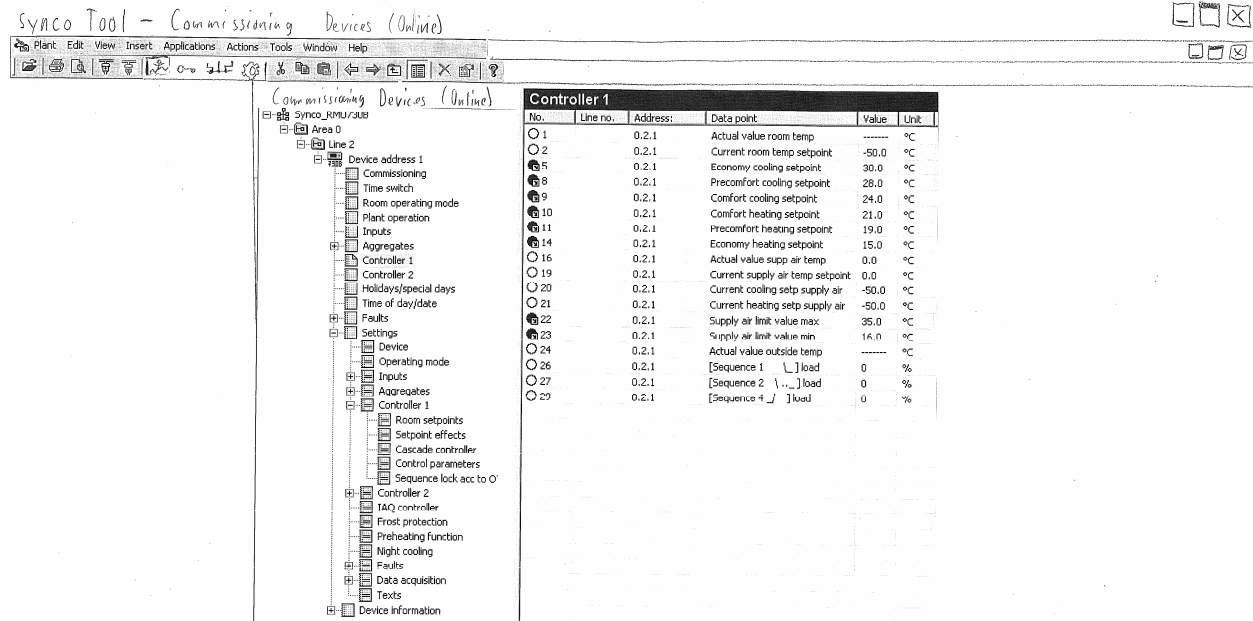 Synco Tool - Commissioning Devices (Online)
Plant Edit View Insert Applications Actions Tools Window Help
Commissioning Devices (Online)
Synco_RMU730B
Area 0
Line 2
Device address 1
Commissioning
Time switch
Room operating mode
Plant operation
Inputs
Aggregates
Controller 1
Controller 2
Holidays/special days
Time of day/date
Faults
Settings
Device
Operating mode
Inputs
Aggregates
Controller 1
Room setpoints
Setpoint effects
Cascade controller
Control parameters
Sequence lock acc to O'
Controller 2
IAQ controller
Frost protection
Preheating function
Night cooling
Faults
Data acquisition
Texts
Device information
Controller 1
No. Line no. Address: Data point Value Unit
1 0.2.1 Actual value room temp ------- °C
2 0.2.1 Current room temp setpoint -50.0 °C
5 0.2.1 Economy cooling setpoint 30.0 °C
8 0.2.1 Precomfort cooling setpoint 28.0 °C
9 0.2.1 Comfort cooling setpoint 24.0 °C
10 0.2.1 Comfort heating setpoint 21.0 °C
11 0.2.1 Precomfort heating setpoint 19.0 °C
14 0.2.1 Economy heating setpoint 15.0 °C
16 0.2.1 Actual value supp air temp 0.0 °C
19 0.2.1 Current supply air temp setpoint 0.0 °C
20 0.2.1 Current cooling setp supply air -50.0 °C
21 0.2.1 Current heating setp supply air -50.0 °C
22 0.2.1 Supply air limit value max 35.0 °C
23 0.2.1 Supply air limit value min 16.0 °C
24 0.2.1 Actual value outside temp ------- °C
26 0.2.1 [Sequence 1 \_ ] load 0 %
27 0.2.1 [Sequence 2 \.._ ] load 0 %
29 0.2.1 [Sequence 4 _/ ] load 0 %